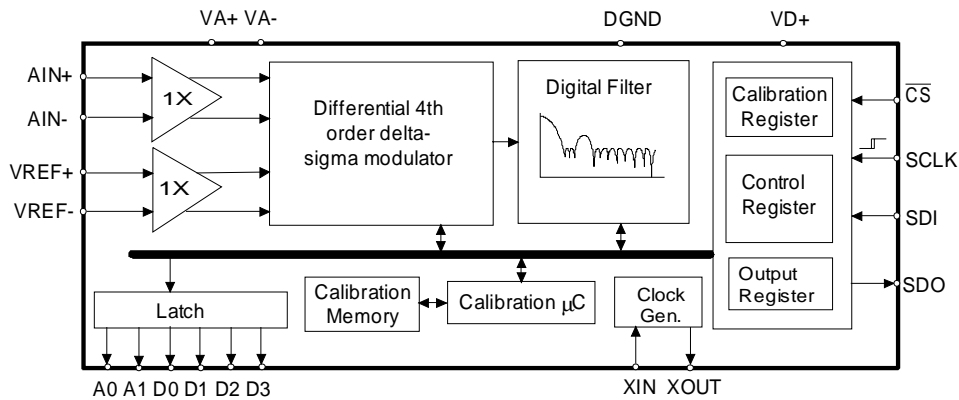 VA+ VA- DGND VD+
AIN+
AIN-
VREF+
VREF-
1X
1X
Differential 4th
order delta-
sigma modulator
Digital Filter
Calibration
Register
Control
Register
Output
Register
CS
SCLK
SDI
SDO
Latch
Calibration
Memory
Calibration μC
Clock
Gen.
A0 A1 D0 D1 D2 D3 XIN XOUT